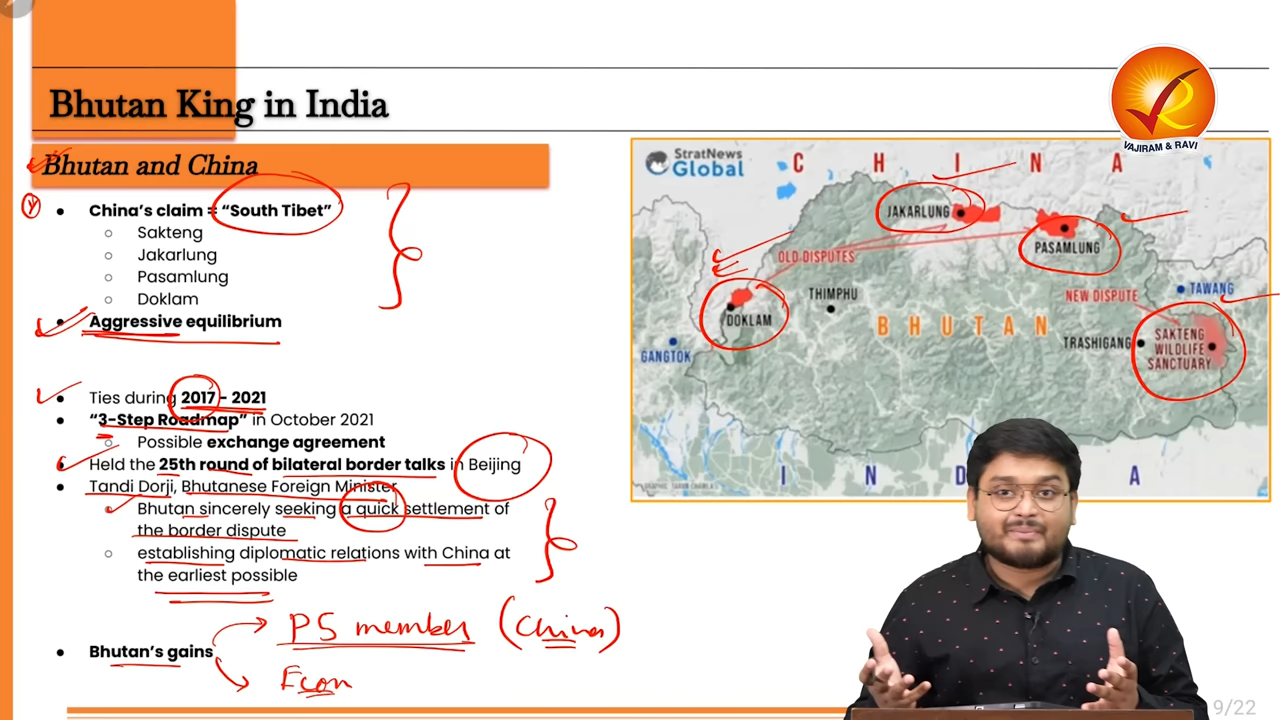 Bhutan King in India
Bhutan and China
China's claim = “South Tibet”
Sakteng
Jakarlung
Pasamlung
Doklam
Aggressive equilibrium
Ties during 2017 - 2021
“3-Step Roadmap” in October 2021
Possible exchange agreement
Held the 25th round of bilateral border talks in Beijing
Tandi Dorji, Bhutanese Foreign Minister
Bhutan sincerely seeking a quick settlement of
the border dispute
establishing diplomatic relations with China at
the earliest possible
Bhutan's gains
P5 member (China)
Econ
VAJIRAM & RAVI
StratNews
Global
CHINA
JAKARLUNG
PASAMLUNG
OLD DISPUTES
NEW DISPUTE
TAWANG
DOKLAM
THIMPHU
BHUTAN
TRASHIGANG
SAKTENG
WILDLIFE
SANCTUARY
GANGTOK
INDIA
9/22